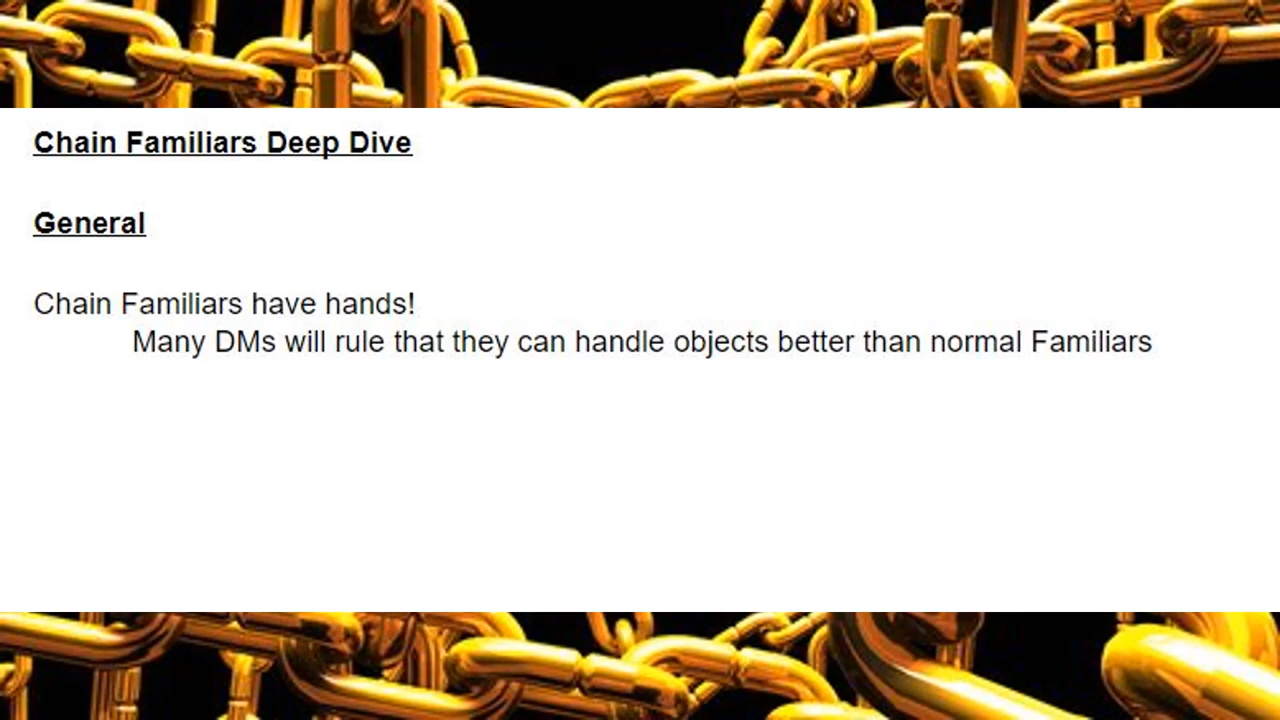 Chain Familiars Deep Dive
General
Chain Familiars have hands!
Many DMs will rule that they can handle objects better than normal Familiars